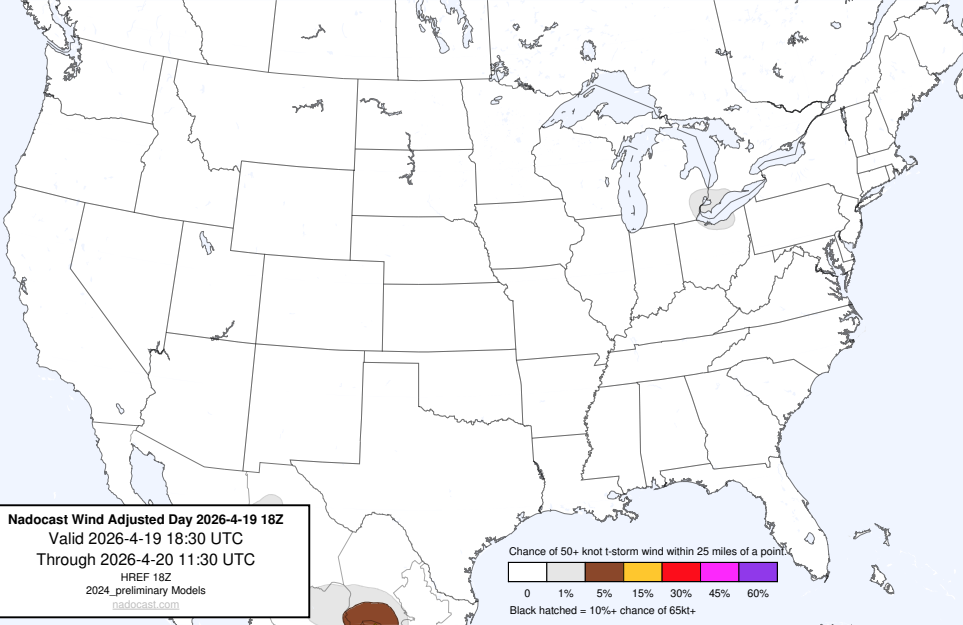 Nadocast Wind Adjusted Day 2026-4-19 18Z
Valid 2026-4-19 18:30 UTC
Through 2026-4-20 11:30 UTC
HREF 18Z
2024_preliminary Models
nadocast.com
Chance of 50+ knot t-storm wind within 25 miles of a point.
0 1% 5% 15% 30% 45% 60%
Black hatched = 10%+ chance of 65kt+